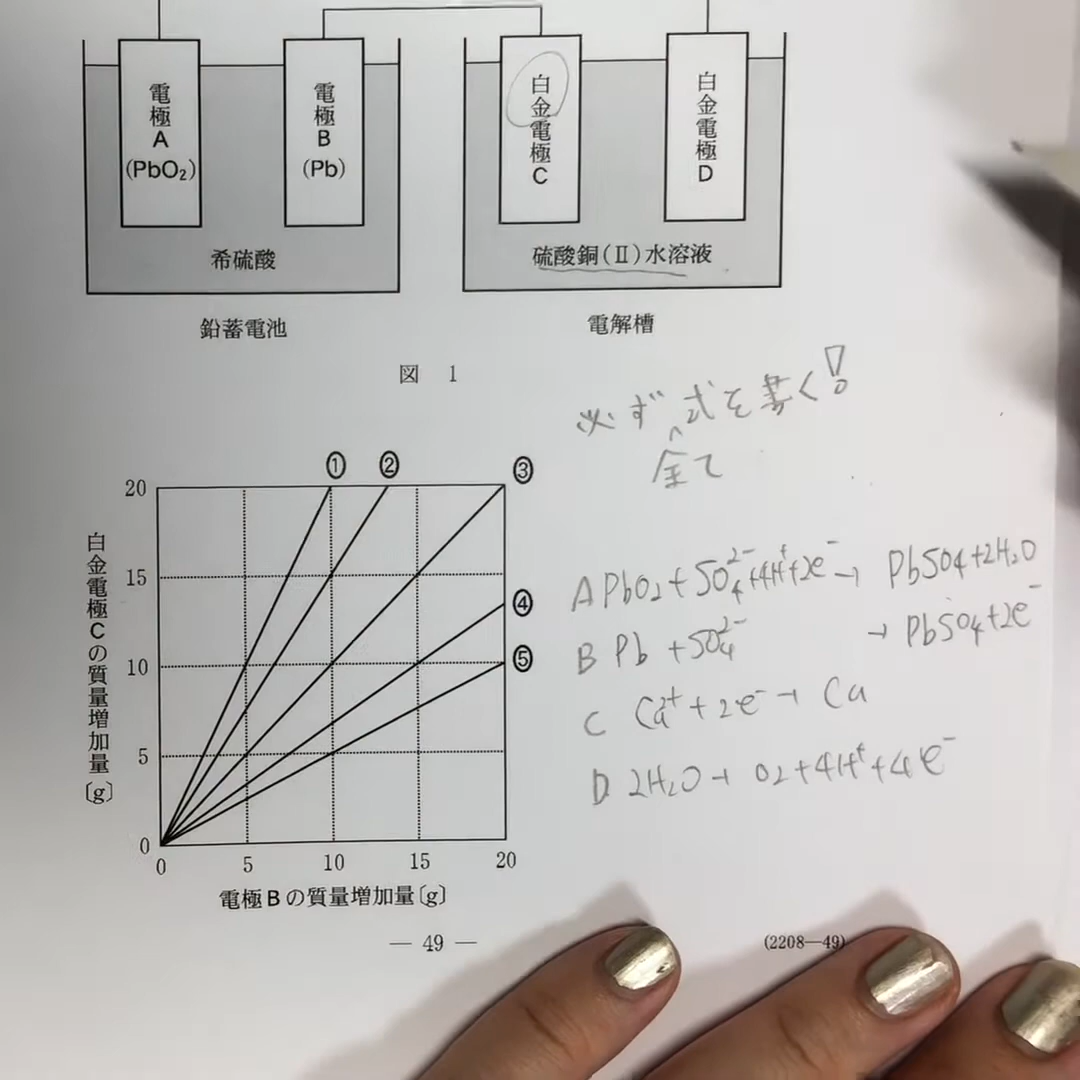 電極A(PbO₂)
電極B(Pb)
白金電極C
白金電極D
希硫酸
硫酸銅(Ⅱ)水溶液
鉛蓄電池
電解槽
図 1
必ず全て式を書く!!
① ② ③
④
⑤
白金電極Cの質量増加量〔g〕
20
15
10
5
0
0 5 10 15 20
電極Bの質量増加量〔g〕
A PbO₂+SO₄²⁻+4H⁺+2e⁻→ PbSO₄+2H₂O
B Pb +SO₄²⁻ → PbSO₄+2e⁻
C Cu²⁺+2e⁻→ Cu
D 2H₂O→ O₂+4H⁺+4e⁻
— 49 —
(2208—49)